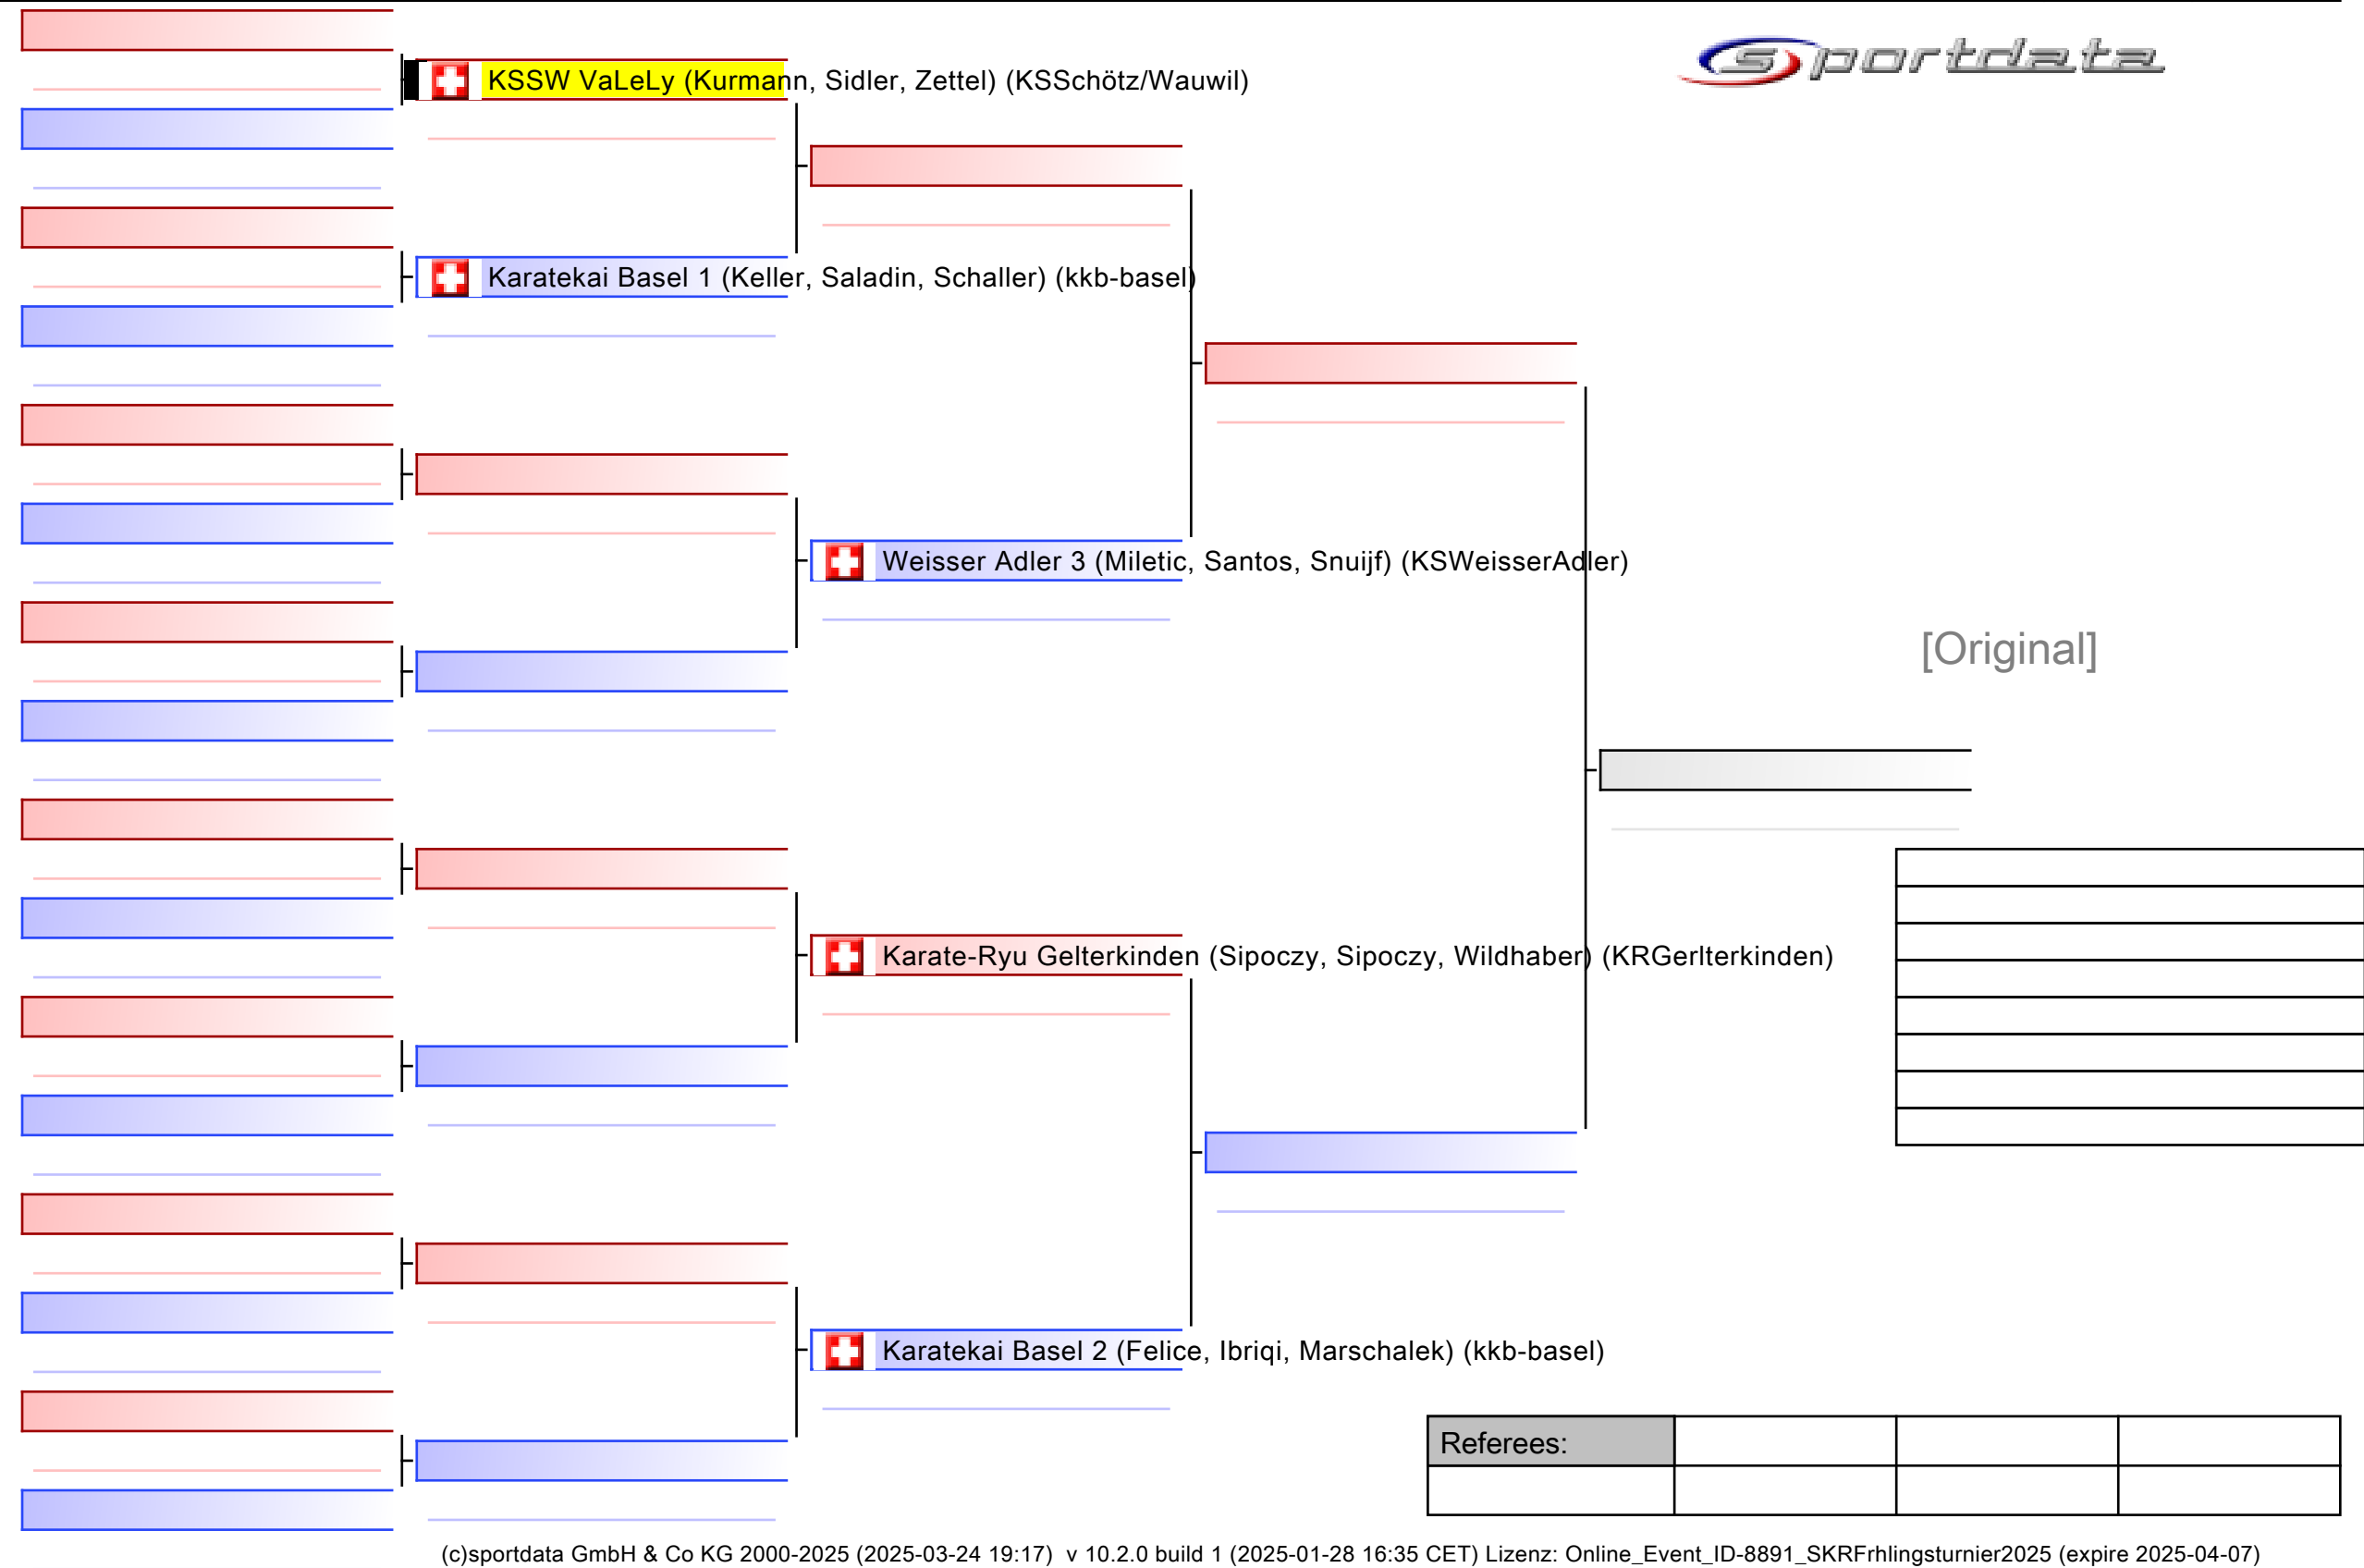 sportdata
KSSW VaLeLy (Kurmann, Sidler, Zettel) (KSSchötz/Wauwil)
Karatekai Basel 1 (Keller, Saladin, Schaller) (kkb-basel)
Weisser Adler 3 (Miletic, Santos, Snuijf) (KSWeisserAdler)
[Original]
Karate-Ryu Gelterkinden (Sipoczy, Sipoczy, Wildhaber) (KRGerlterkinden)
Karatekai Basel 2 (Felice, Ibriqi, Marschalek) (kkb-basel)
Referees:
(c)sportdata GmbH & Co KG 2000-2025 (2025-03-24 19:17)  v 10.2.0 build 1 (2025-01-28 16:35 CET) Lizenz: Online_Event_ID-8891_SKRFrhlingsturnier2025 (expire 2025-04-07)